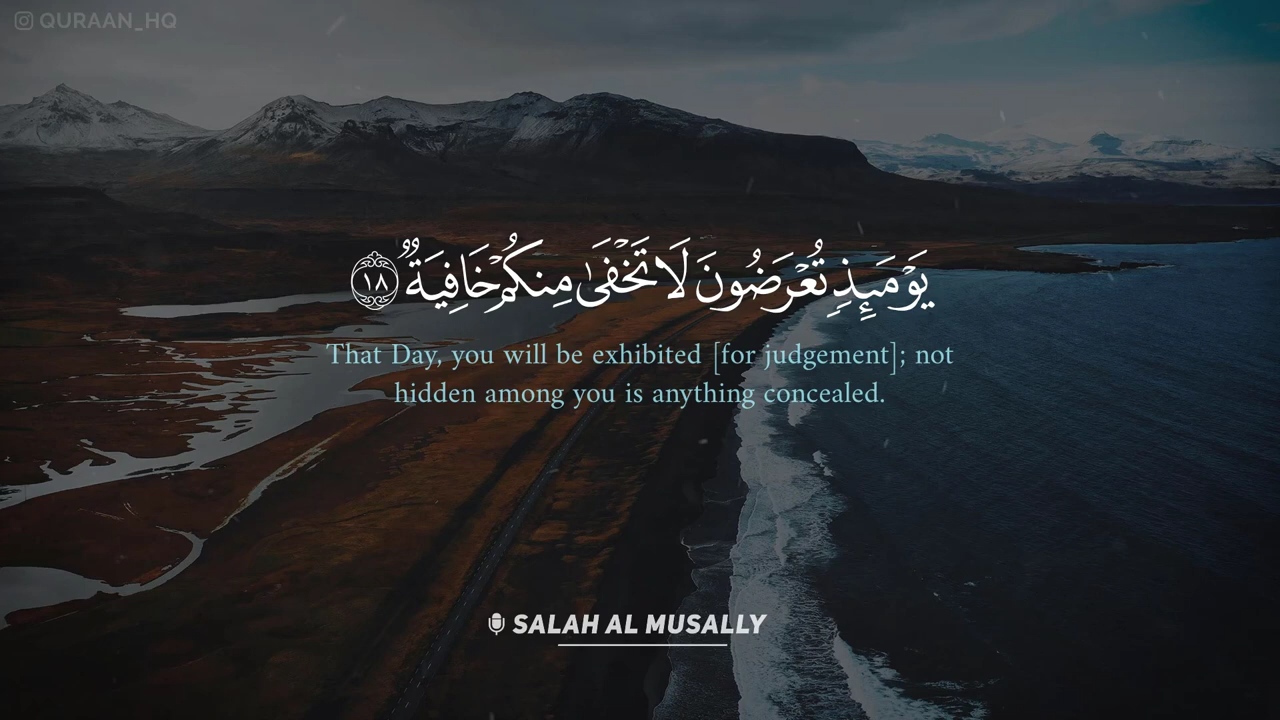 QURAAN_HQ
يَوْمَئِذٍ تُعْرَضُونَ لَا تَخْفَىٰ مِنكُمْ خَافِيَةٌ ١٨
That Day, you will be exhibited [for judgement]; not
hidden among you is anything concealed.
SALAH AL MUSALLY